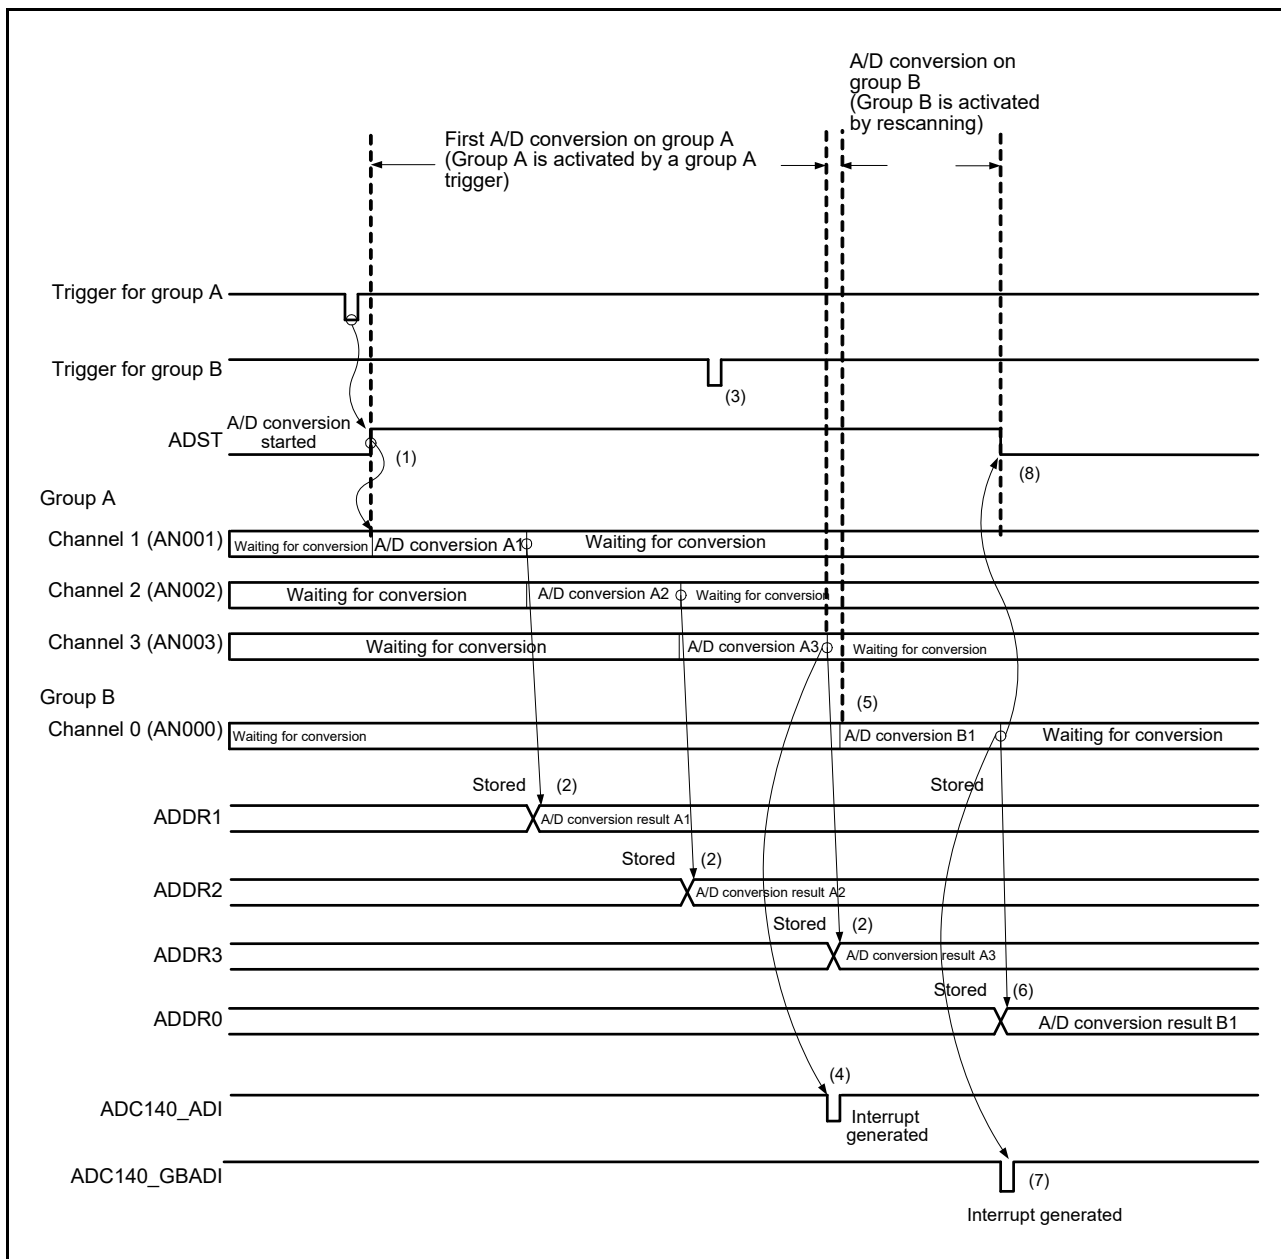 A/D conversion on
group B
(Group B is activated
by rescanning)
First A/D conversion on group A
(Group A is activated by a group A
trigger)
Trigger for group A
Trigger for group B
(3)
A/D conversion
started
ADST
(1)
(8)
Group A
Channel 1 (AN001)
Waiting for conversion
A/D conversion A1
Waiting for conversion
Channel 2 (AN002)
Waiting for conversion
A/D conversion A2
Waiting for conversion
Channel 3 (AN003)
Waiting for conversion
A/D conversion A3
Waiting for conversion
Group B
(5)
Channel 0 (AN000)
Waiting for conversion
A/D conversion B1
Waiting for conversion
Stored
(2)
Stored
ADDR1
A/D conversion result A1
Stored
(2)
ADDR2
A/D conversion result A2
Stored
(2)
ADDR3
A/D conversion result A3
Stored
(6)
ADDR0
A/D conversion result B1
(4)
ADC140_ADI
Interrupt
generated
ADC140_GBADI
(7)
Interrupt generated